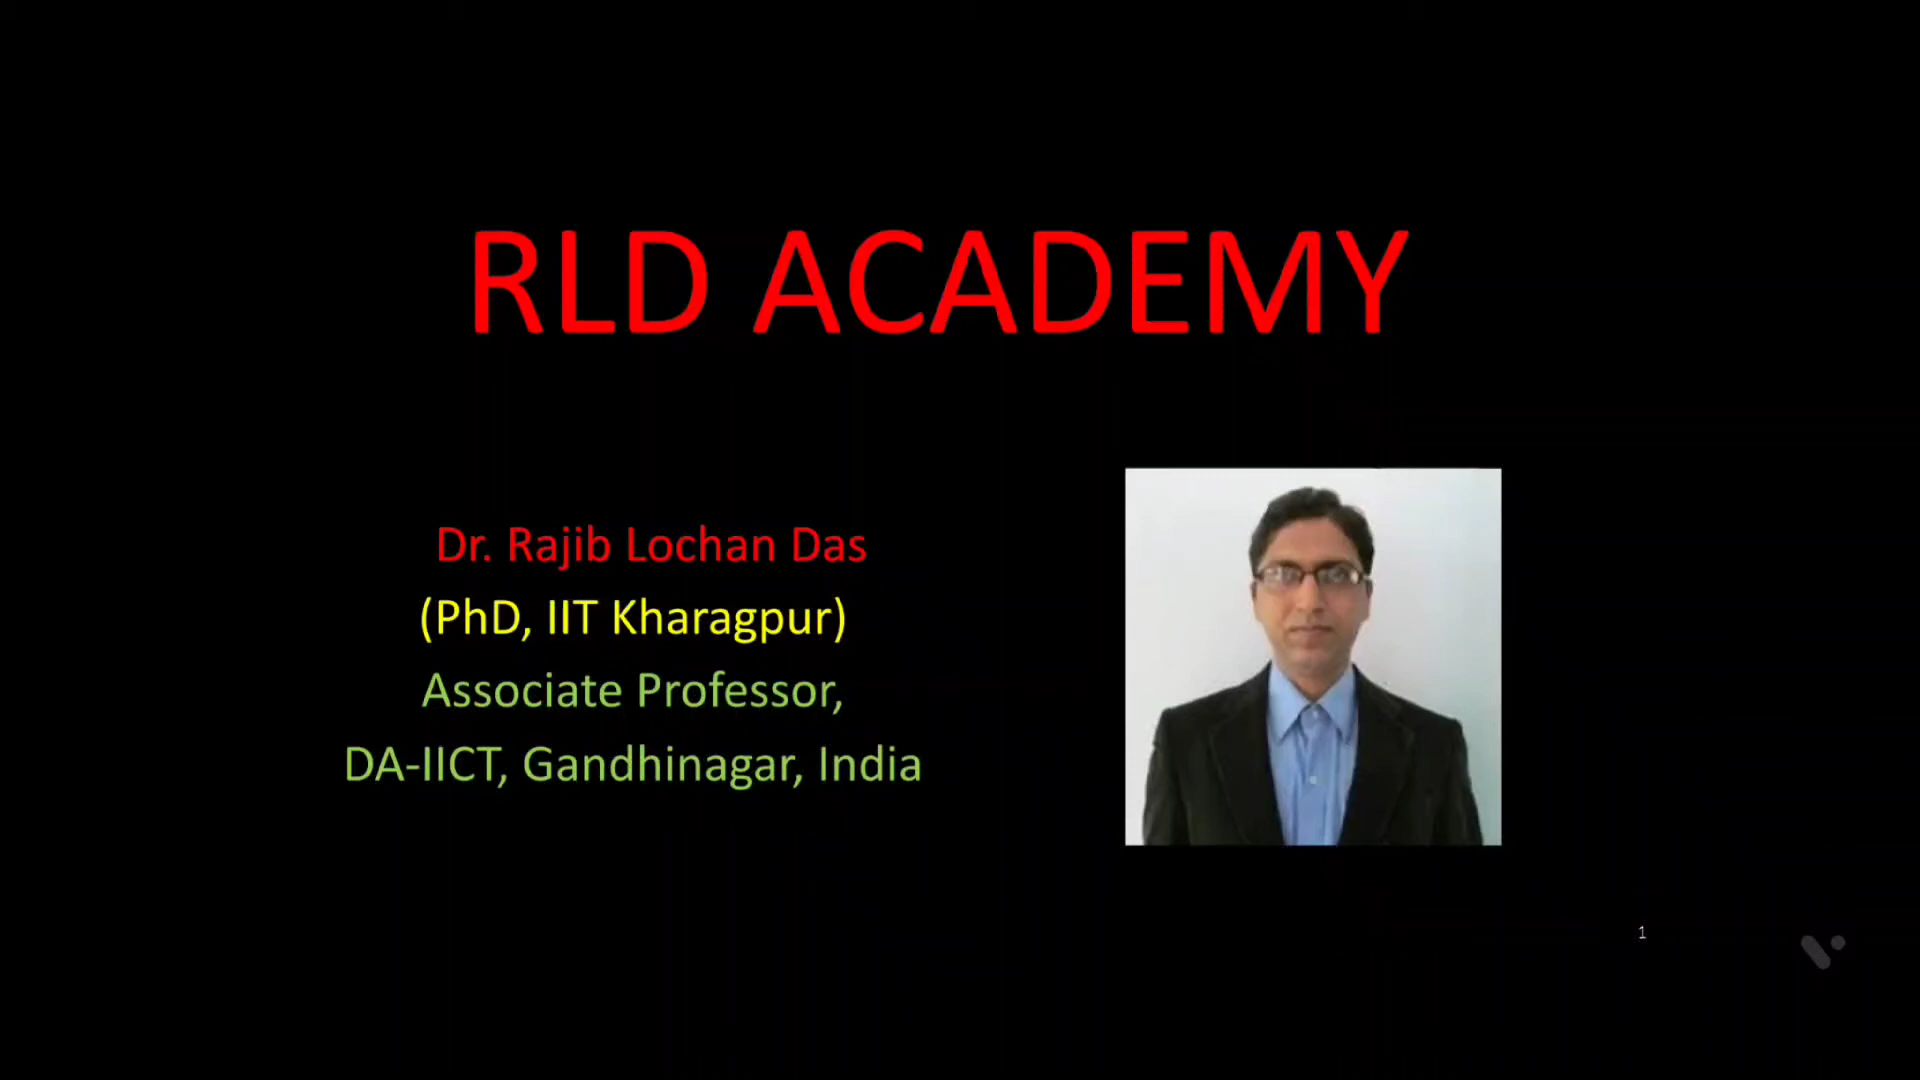 RLD ACADEMY
Dr. Rajib Lochan Das
(PhD, IIT Kharagpur)
Associate Professor,
DA-IICT, Gandhinagar, India
1